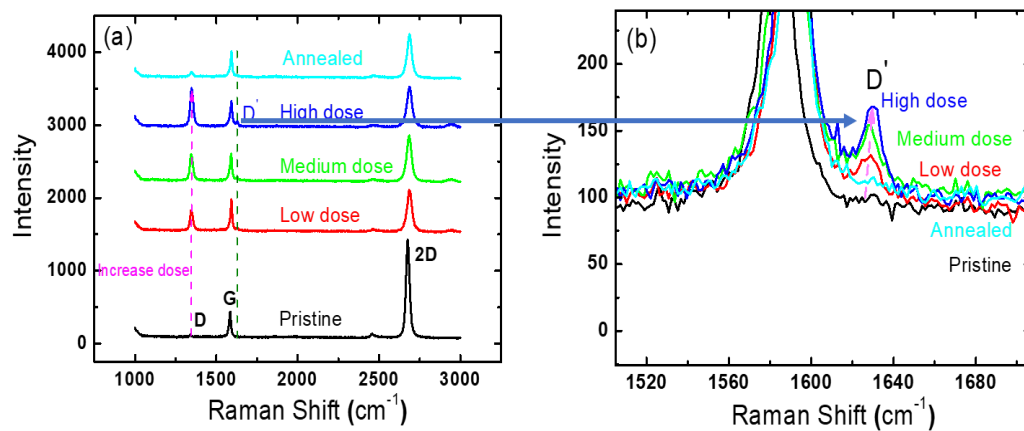 (a)
4000
3000
2000
1000
0
Intensity
Annealed
D'
High dose
Medium dose
Low dose
Increase dose
2D
G
D
Pristine
1000 1500 2000 2500 3000
Raman Shift (cm-1)
(b)
200
150
100
50
0
Intensity
D'
High dose
Medium dose
Low dose
Annealed
Pristine
1520 1560 1600 1640 1680
Raman Shift (cm-1)